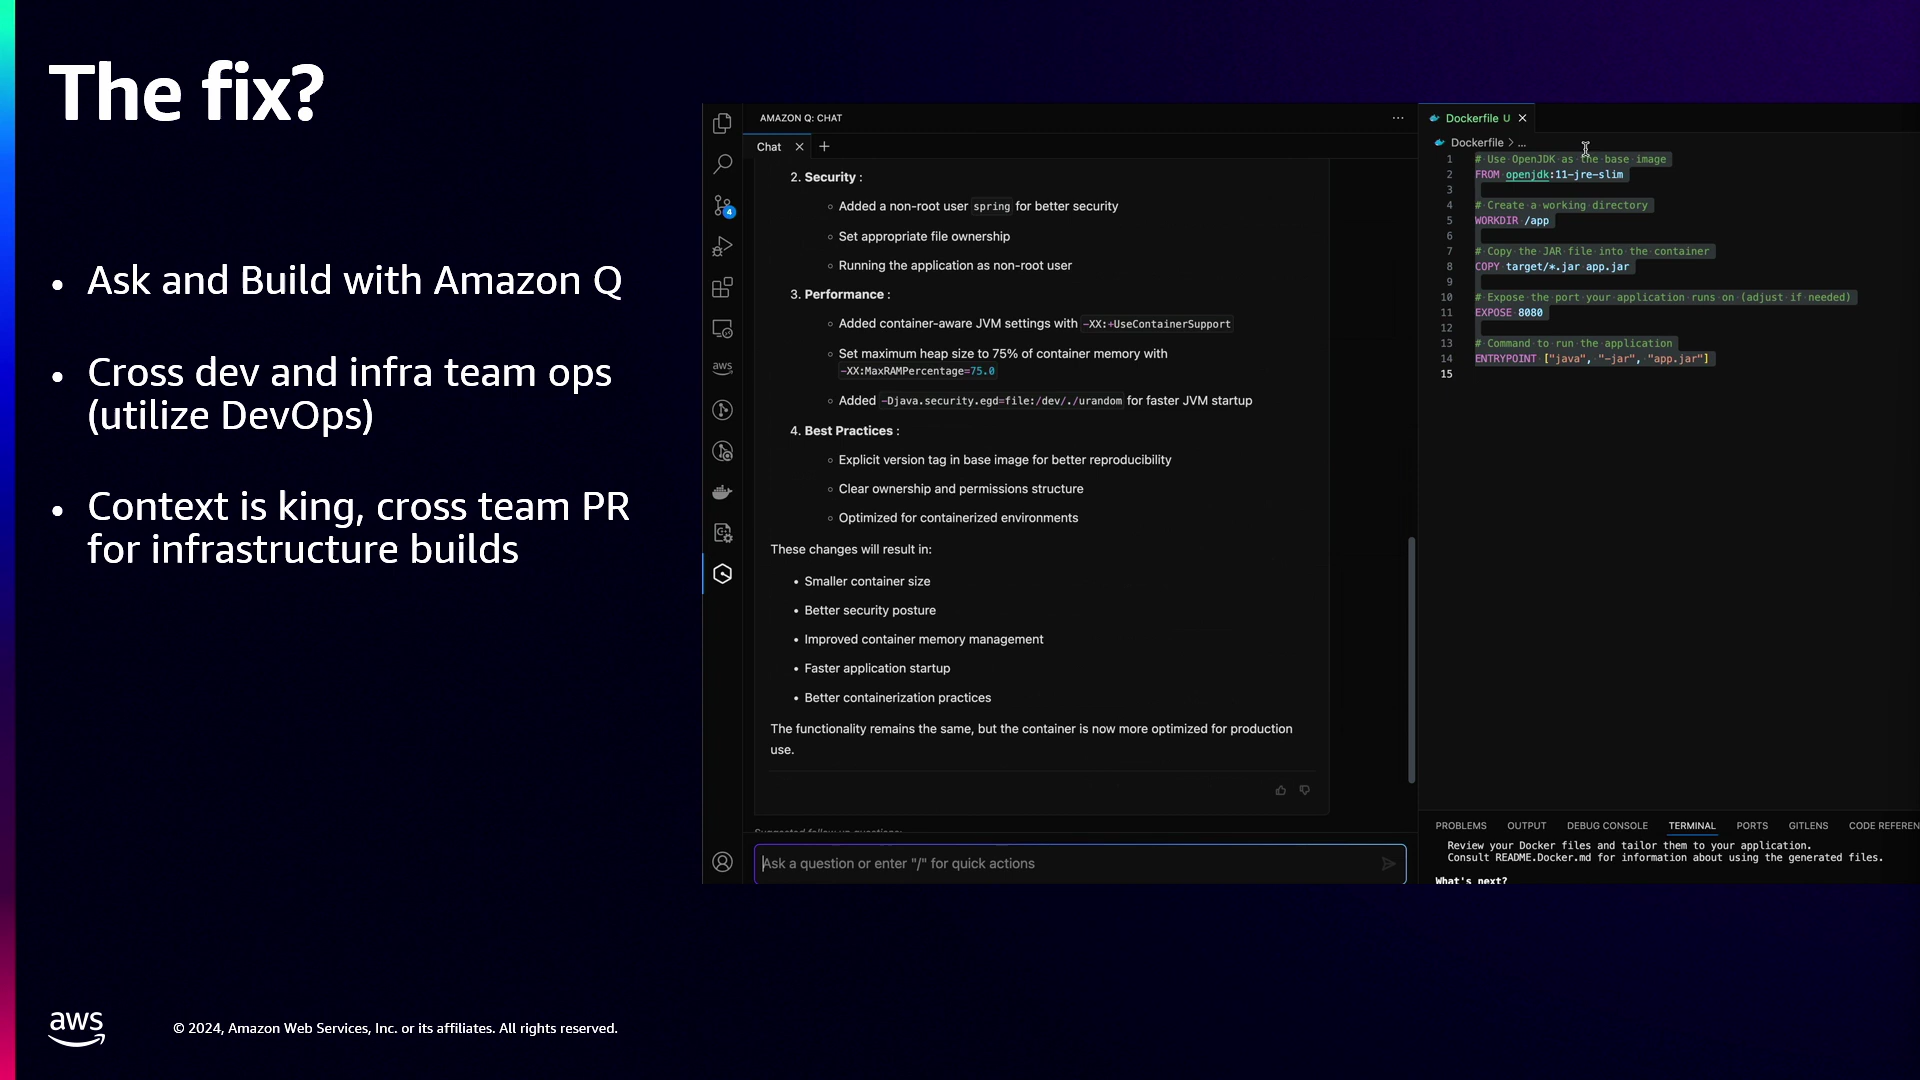 The fix?
• Ask and Build with Amazon Q
• Cross dev and infra team ops
(utilize DevOps)
• Context is king, cross team PR
for infrastructure builds
AMAZON Q: CHAT
Chat
2. Security :
Added a non-root user spring for better security
Set appropriate file ownership
Running the application as non-root user
3. Performance :
Added container-aware JVM settings with -XX:+UseContainerSupport
Set maximum heap size to 75% of container memory with
-XX:MaxRAMPercentage=75.0
Added -Djava.security.egd=file:/dev/./urandom for faster JVM startup
4. Best Practices :
Explicit version tag in base image for better reproducibility
Clear ownership and permissions structure
Optimized for containerized environments
These changes will result in:
• Smaller container size
• Better security posture
• Improved container memory management
• Faster application startup
• Better containerization practices
The functionality remains the same, but the container is now more optimized for production
use.
Suggested follow up questions:
Ask a question or enter "/" for quick actions
4
aws
Dockerfile U
Dockerfile > ...
1 # Use OpenJDK as the base image
2 FROM openjdk:11-jre-slim
3
4 # Create a working directory
5 WORKDIR /app
6
7 # Copy the JAR file into the container
8 COPY target/*.jar app.jar
9
10 # Expose the port your application runs on (adjust if needed)
11 EXPOSE 8080
12
13 # Command to run the application
14 ENTRYPOINT ["java", "-jar", "app.jar"]
15
PROBLEMS OUTPUT DEBUG CONSOLE TERMINAL PORTS GITLENS CODE REFEREN
Review your Docker files and tailor them to your application.
Consult README.Docker.md for information about using the generated files.
What's next?
aws
© 2024, Amazon Web Services, Inc. or its affiliates. All rights reserved.